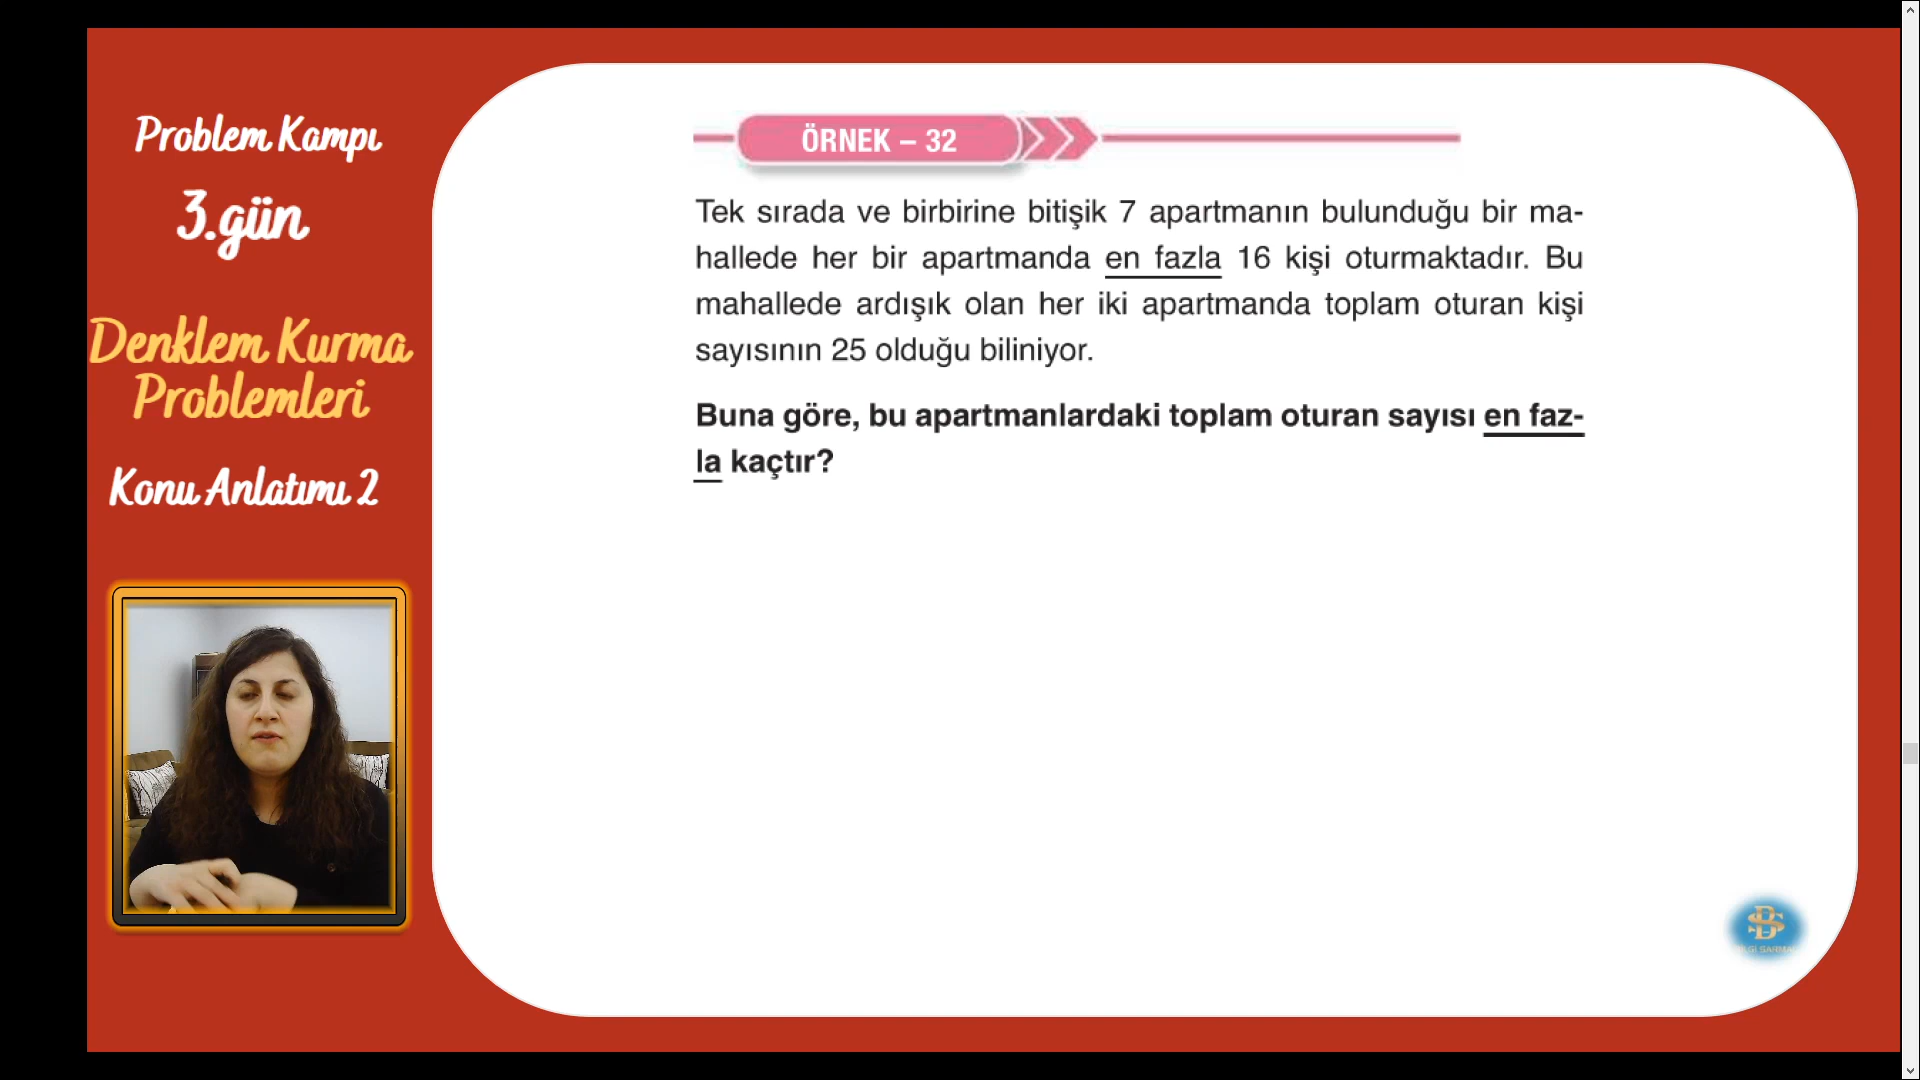 Problem Kampı
3.gün
Denklem Kurma
Problemleri
Konu Anlatımı 2
ÖRNEK – 32
Tek sırada ve birbirine bitişik 7 apartmanın bulunduğu bir ma-
hallede her bir apartmanda en fazla 16 kişi oturmaktadır. Bu
mahallede ardışık olan her iki apartmanda toplam oturan kişi
sayısının 25 olduğu biliniyor.
Buna göre, bu apartmanlardaki toplam oturan sayısı en faz-
la kaçtır?